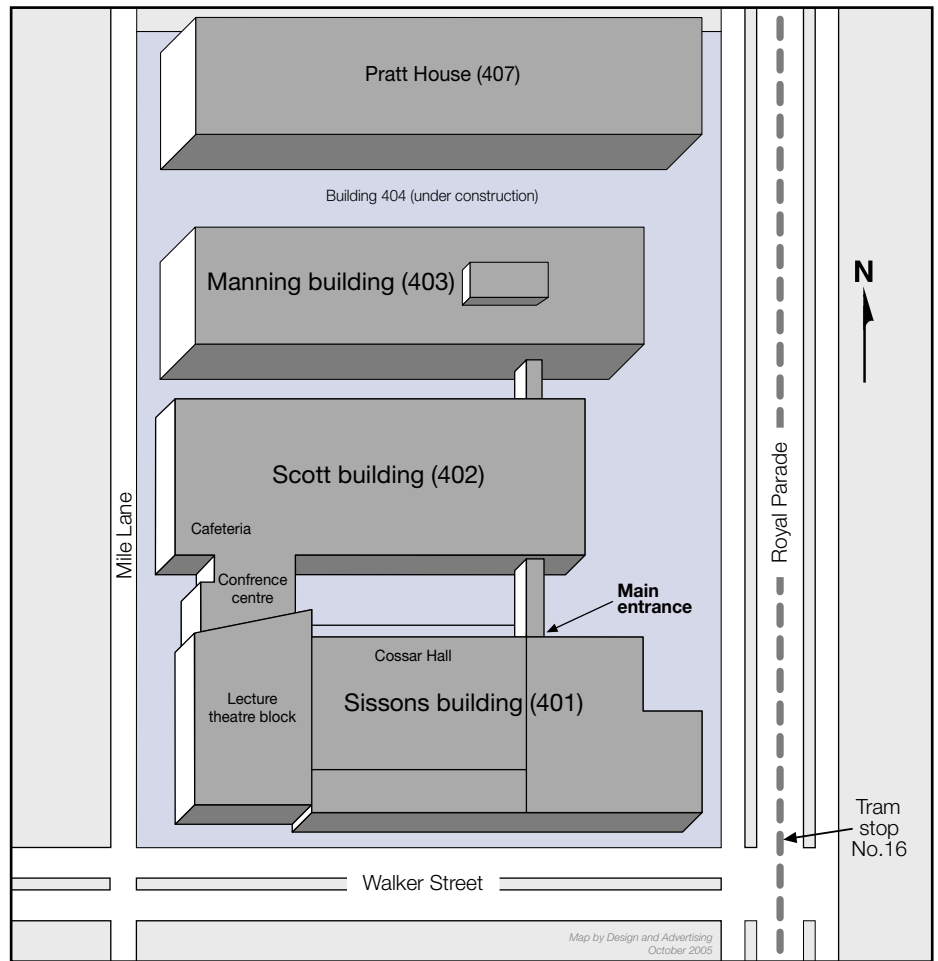 Pratt House (407)
Building 404 (under construction)
Manning building (403)
N
Scott building (402)
Royal Parade
Mile Lane
Cafeteria
Confrence
centre
Main
entrance
Cossar Hall
Lecture
theatre block
Sissons building (401)
Tram
stop
No.16
Walker Street
Map by Design and Advertising
October 2005